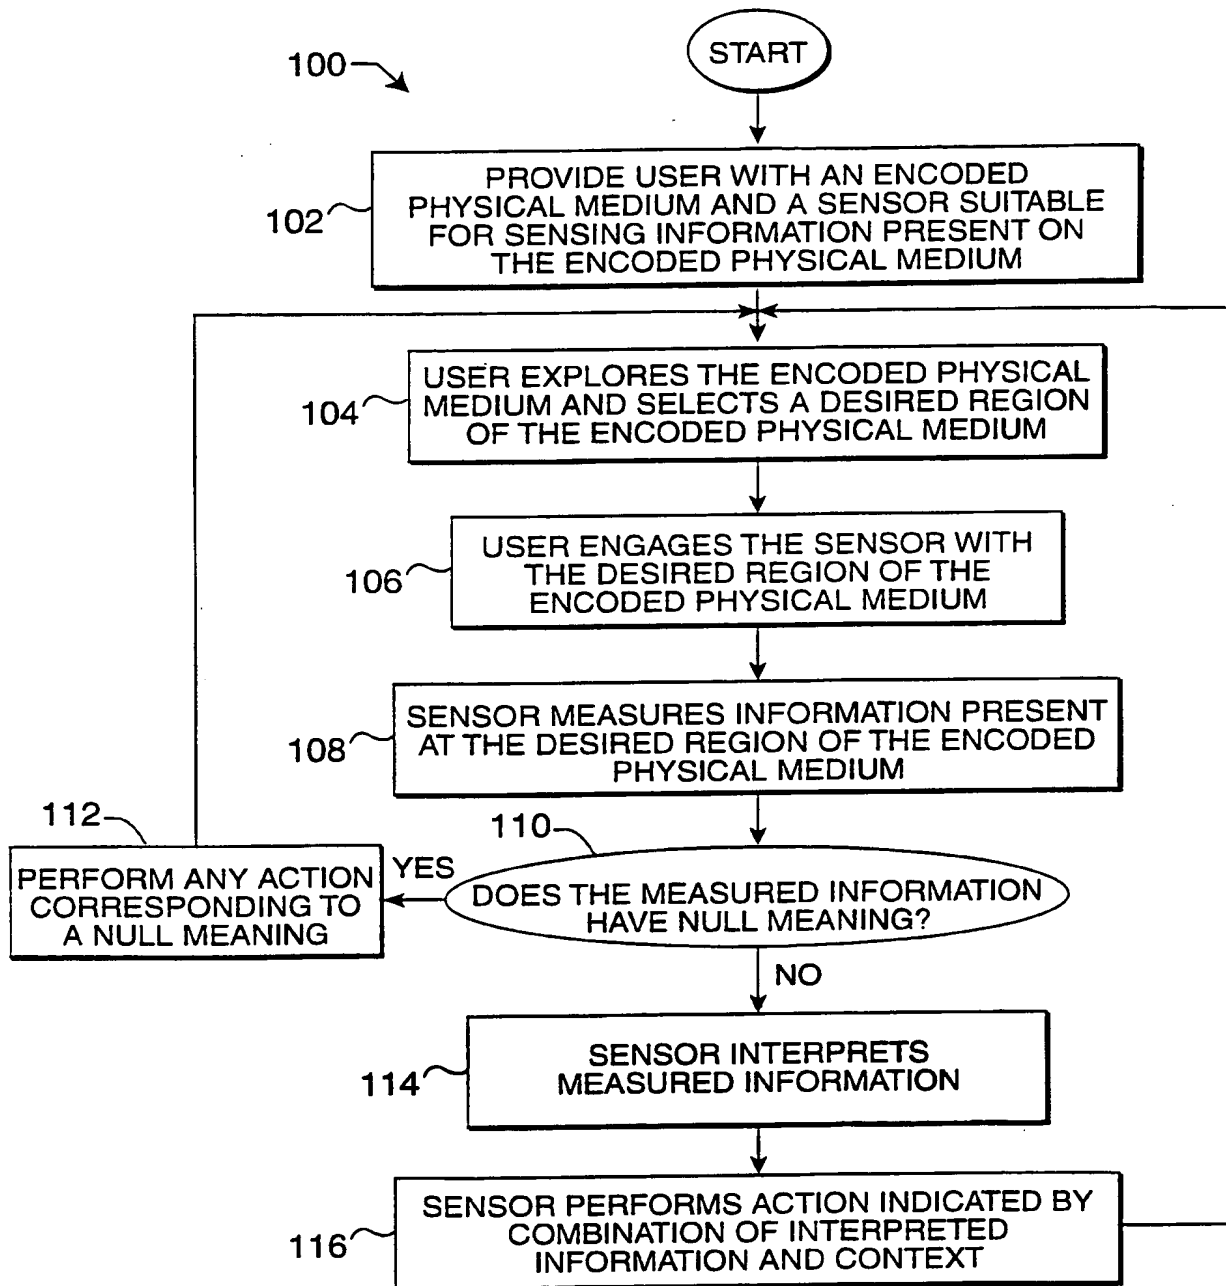 START
100
PROVIDE USER WITH AN ENCODED
PHYSICAL MEDIUM AND A SENSOR SUITABLE
FOR SENSING INFORMATION PRESENT ON
THE ENCODED PHYSICAL MEDIUM
102
USER EXPLORES THE ENCODED PHYSICAL
MEDIUM AND SELECTS A DESIRED REGION
OF THE ENCODED PHYSICAL MEDIUM
104
USER ENGAGES THE SENSOR WITH
THE DESIRED REGION OF THE
ENCODED PHYSICAL MEDIUM
106
SENSOR MEASURES INFORMATION PRESENT
AT THE DESIRED REGION OF THE ENCODED
PHYSICAL MEDIUM
108
110
DOES THE MEASURED INFORMATION
HAVE NULL MEANING?
YES
112
PERFORM ANY ACTION
CORRESPONDING TO
A NULL MEANING
NO
SENSOR INTERPRETS
MEASURED INFORMATION
114
SENSOR PERFORMS ACTION INDICATED BY
COMBINATION OF INTERPRETED
INFORMATION AND CONTEXT
116